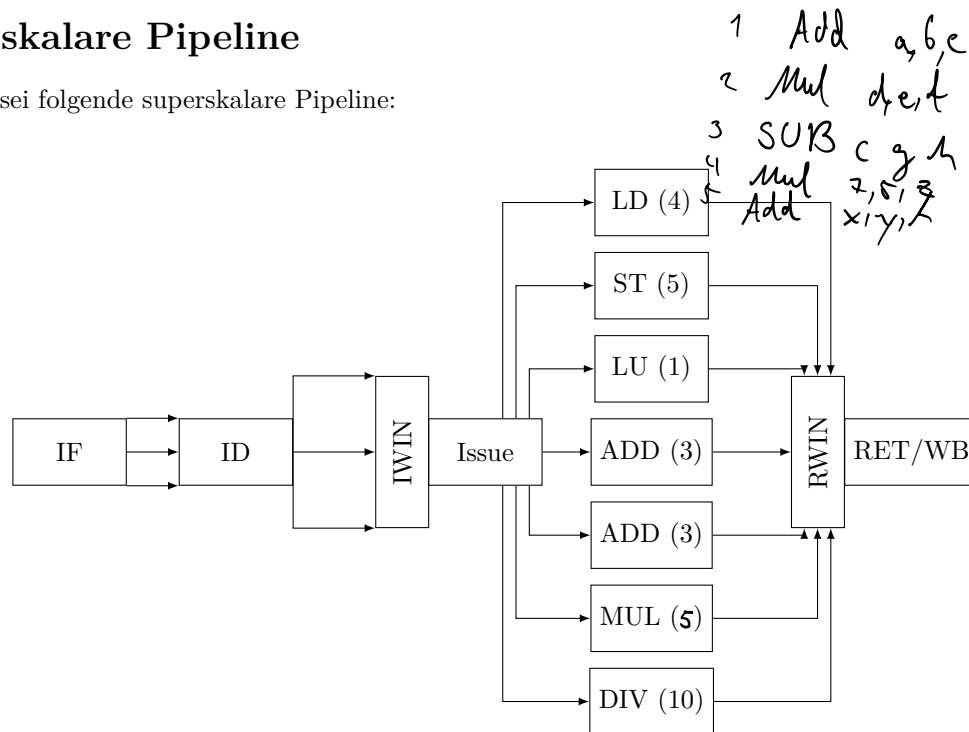 skalare Pipeline
sei folgende superskalare Pipeline:
1 Add a,b,c
2 Mul d,e,f
3 SUB c g h
4 Mul
5 Add x,y,
LD (4)
ST (5)
LU (1)
IF
ID
IWIN
Issue
ADD (3)
RWIN
RET/WB
ADD (3)
MUL (5)
DIV (10)